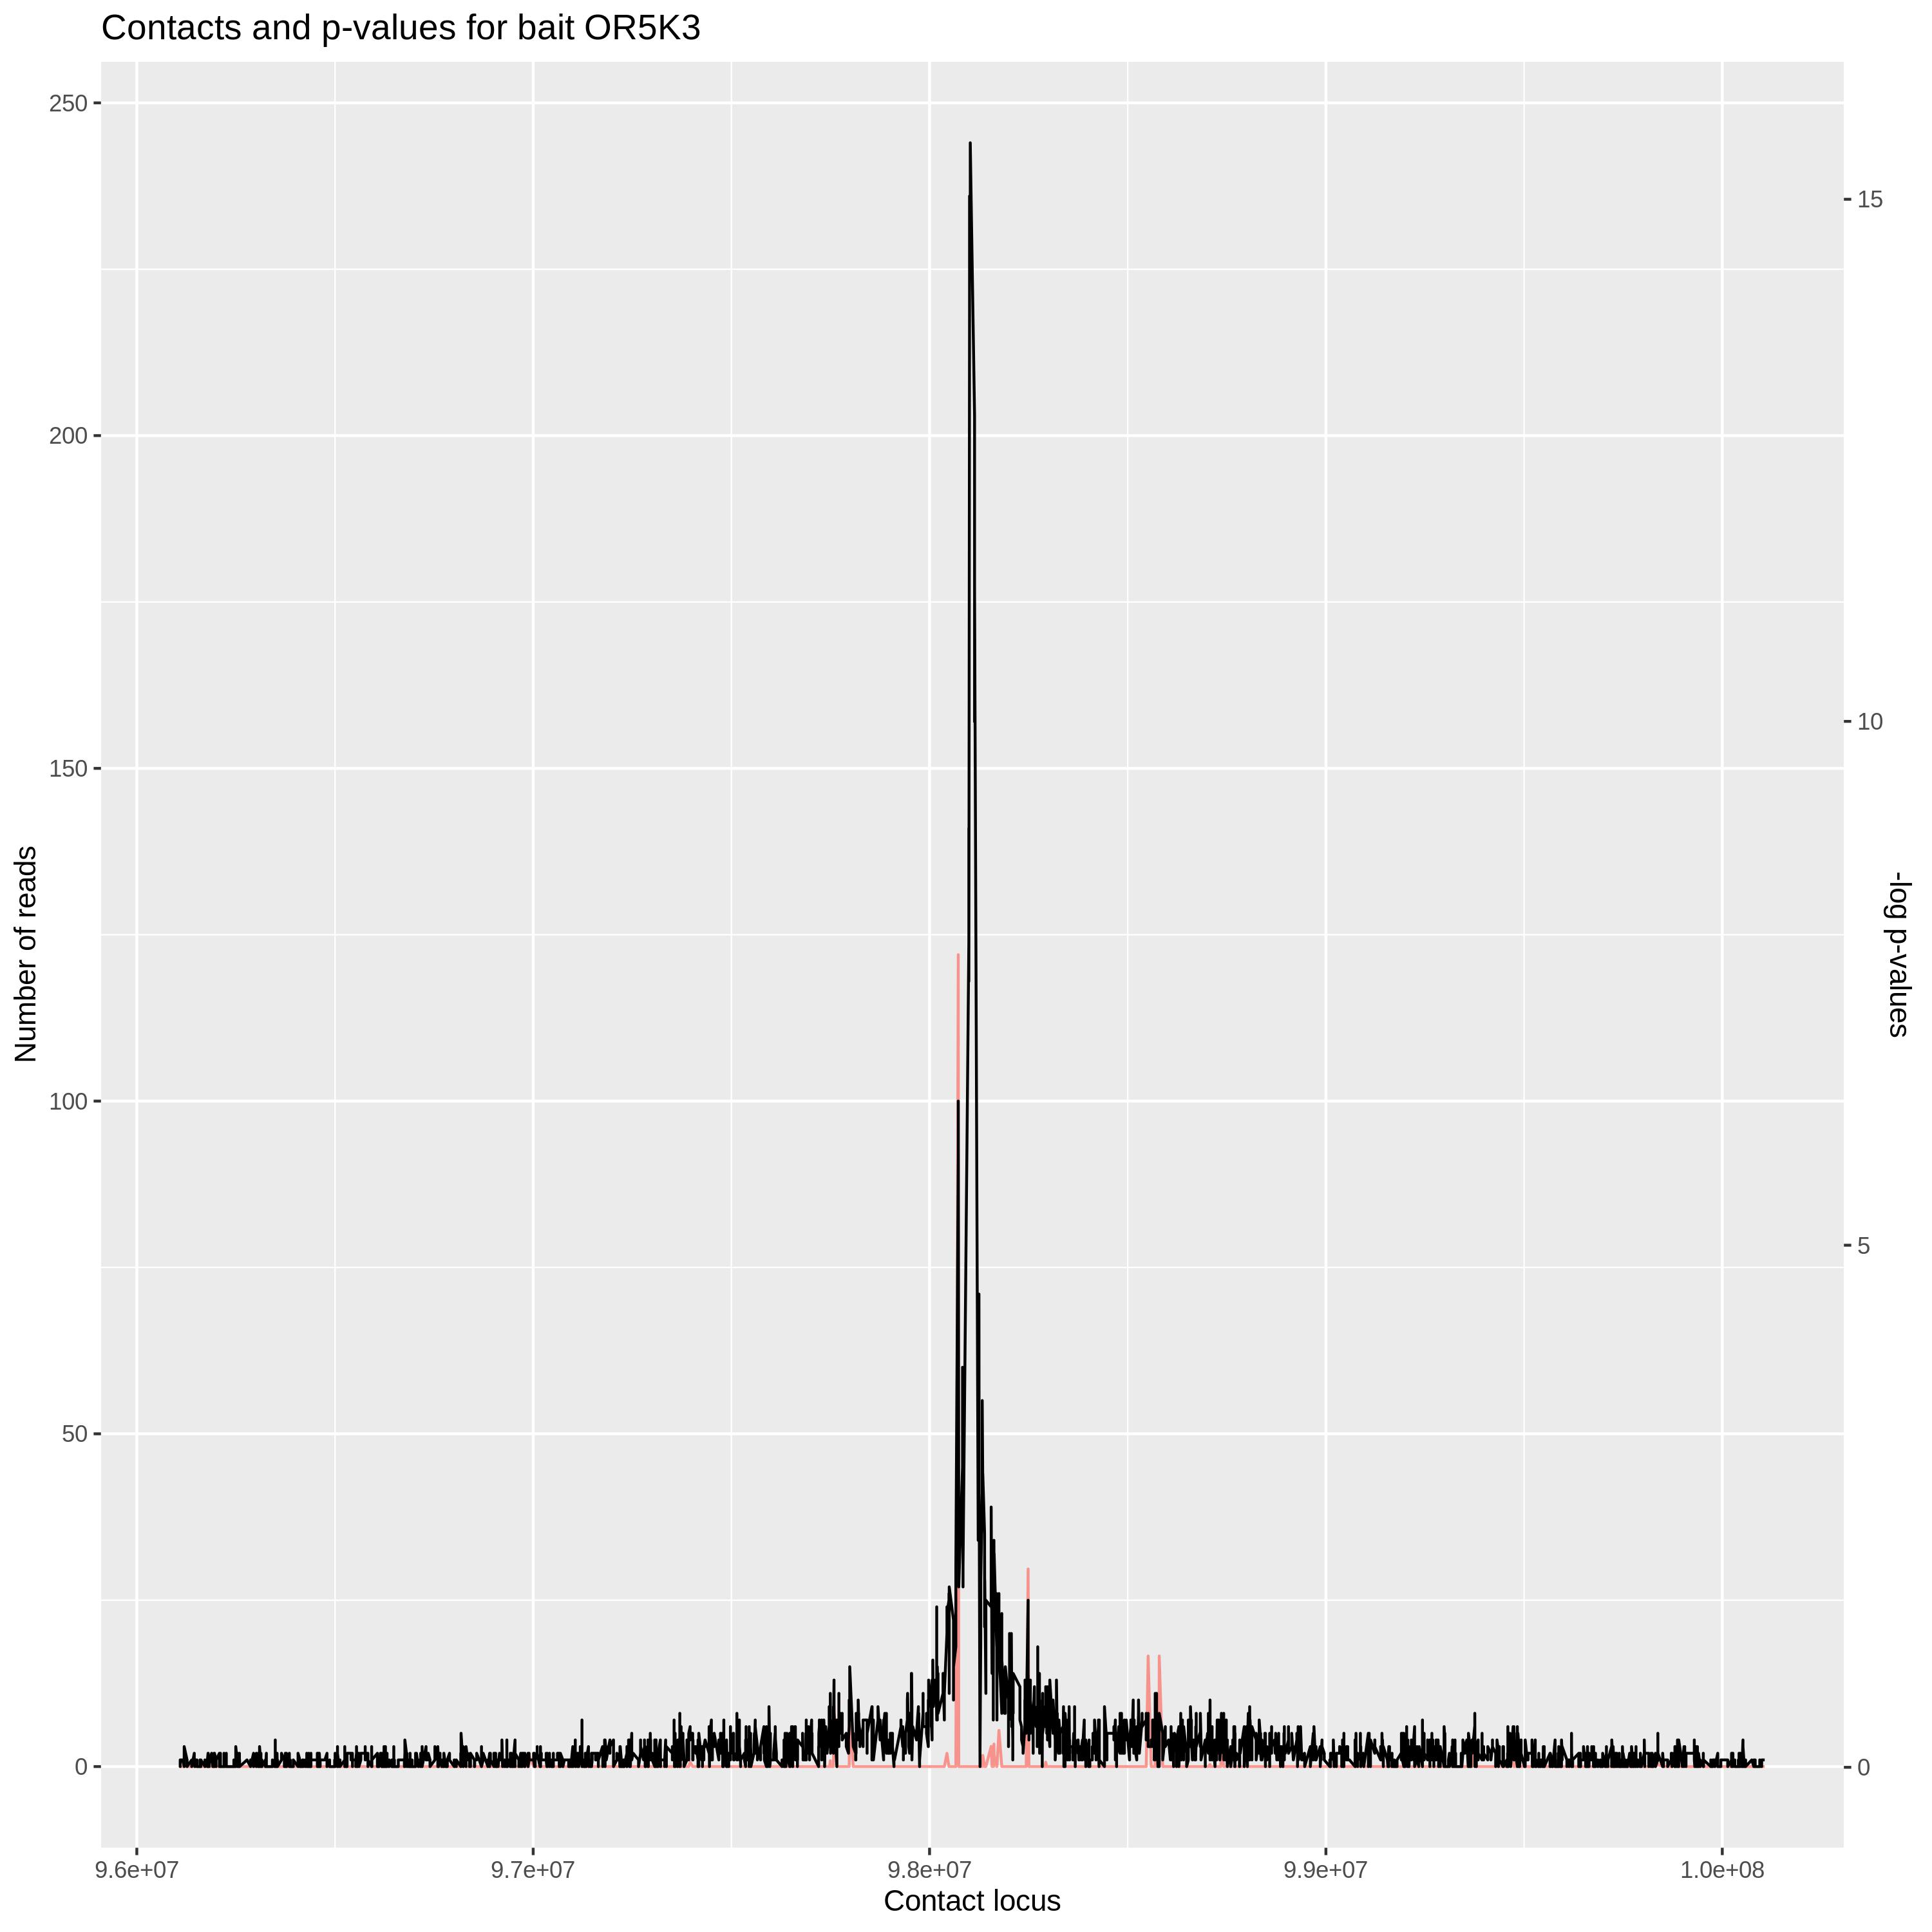 Contacts and p-values for bait OR5K3
250
200
150
100
50
0
Number of reads
15
10
5
0
-log p-values
9.6e+07
9.7e+07
9.8e+07
9.9e+07
1.0e+08
Contact locus